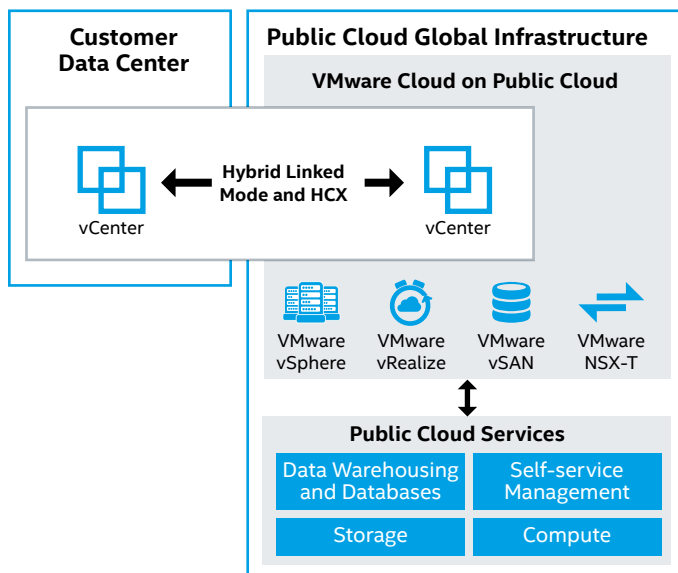 Customer
Data Center
Public Cloud Global Infrastructure
VMware Cloud on Public Cloud
Hybrid Linked
Mode and HCX
vCenter
vCenter
VMware
vSphere
VMware
vRealize
VMware
vSAN
VMware
NSX-T
Public Cloud Services
Data Warehousing
and Databases
Self-service
Management
Storage
Compute